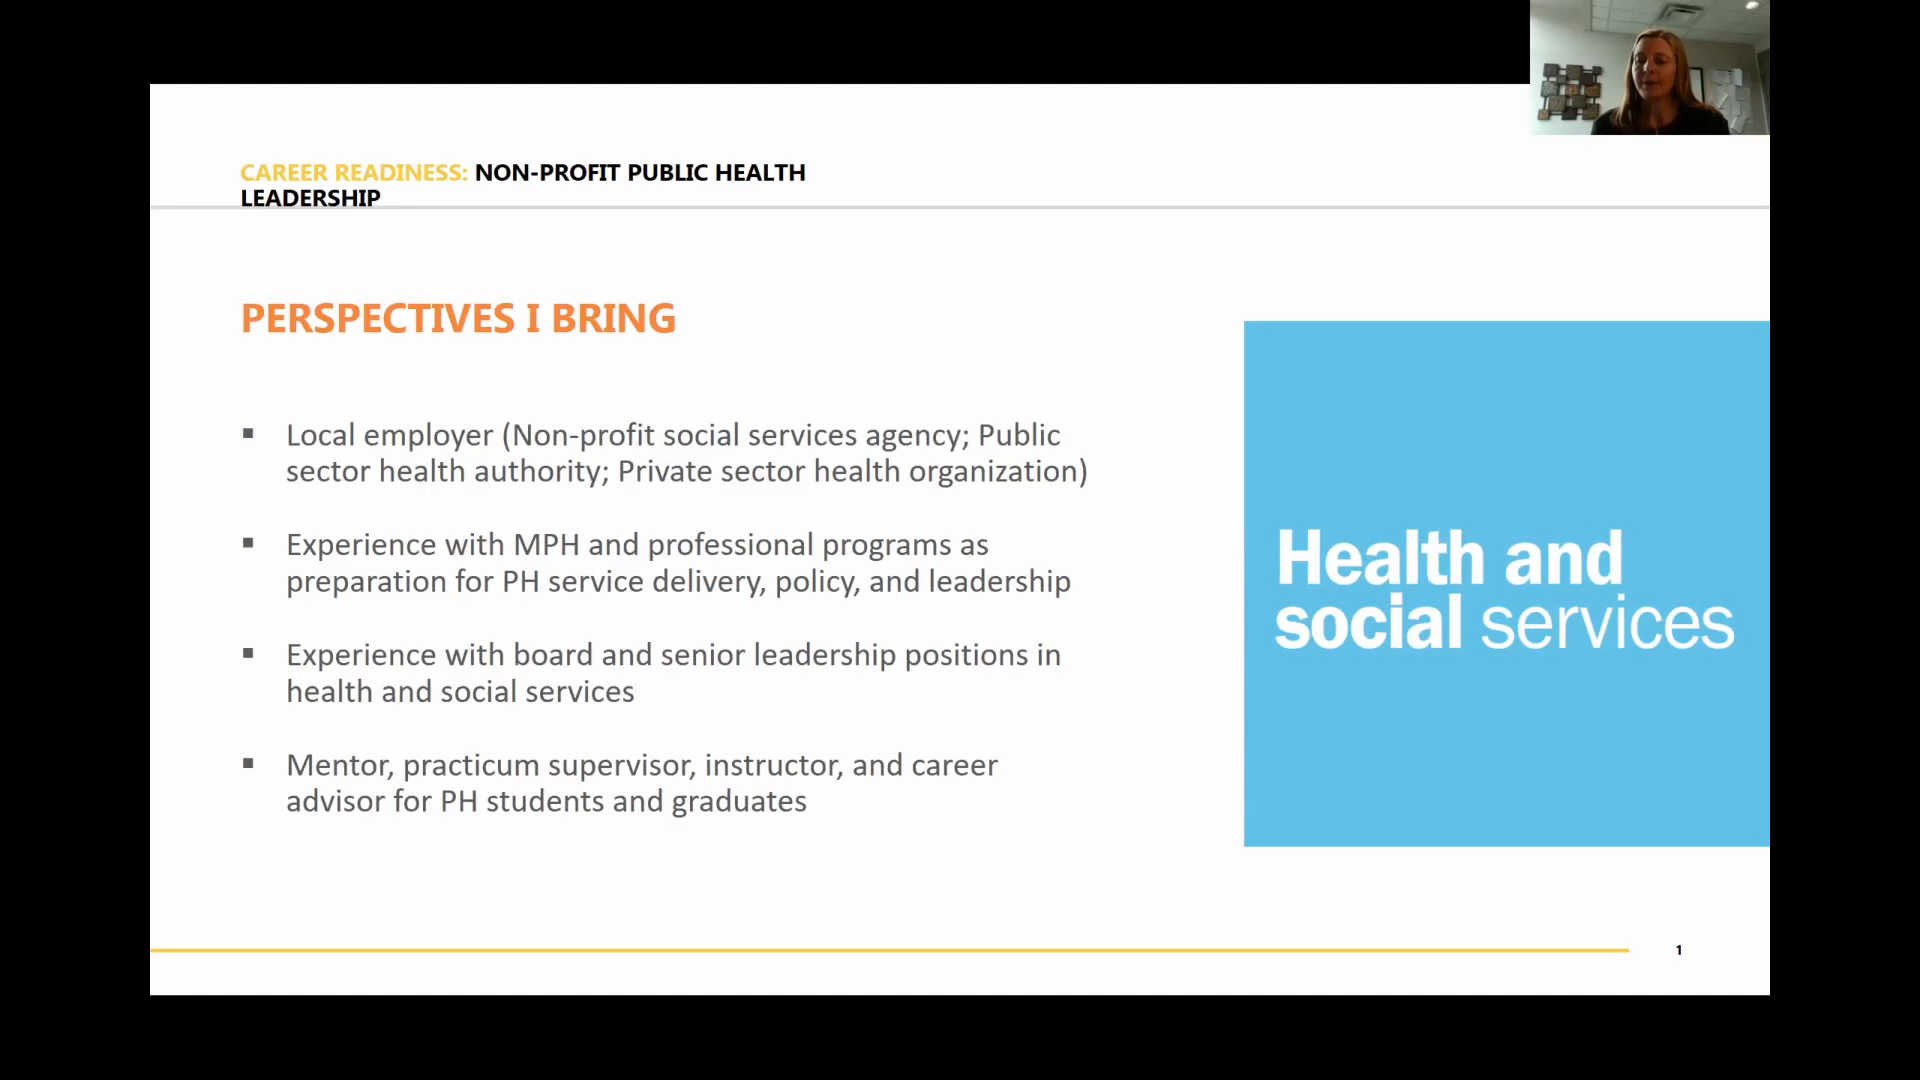 CAREER READINESS: NON-PROFIT PUBLIC HEALTH
LEADERSHIP
PERSPECTIVES I BRING
▪ Local employer (Non-profit social services agency; Public
sector health authority; Private sector health organization)
▪ Experience with MPH and professional programs as
preparation for PH service delivery, policy, and leadership
▪ Experience with board and senior leadership positions in
health and social services
▪ Mentor, practicum supervisor, instructor, and career
advisor for PH students and graduates
Health and
social services
1